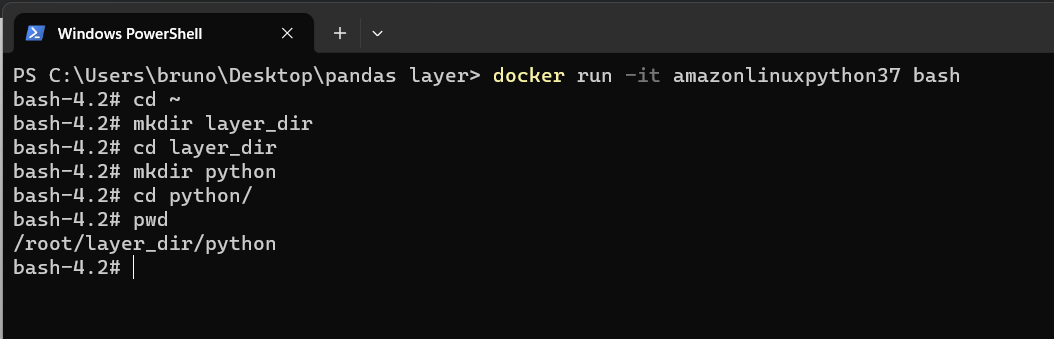 Windows PowerShell
PS C:\Users\bruno\Desktop\pandas layer> docker run -it amazonlinuxpython37 bash
bash-4.2# cd ~
bash-4.2# mkdir layer_dir
bash-4.2# cd layer_dir
bash-4.2# mkdir python
bash-4.2# cd python/
bash-4.2# pwd
/root/layer_dir/python
bash-4.2#